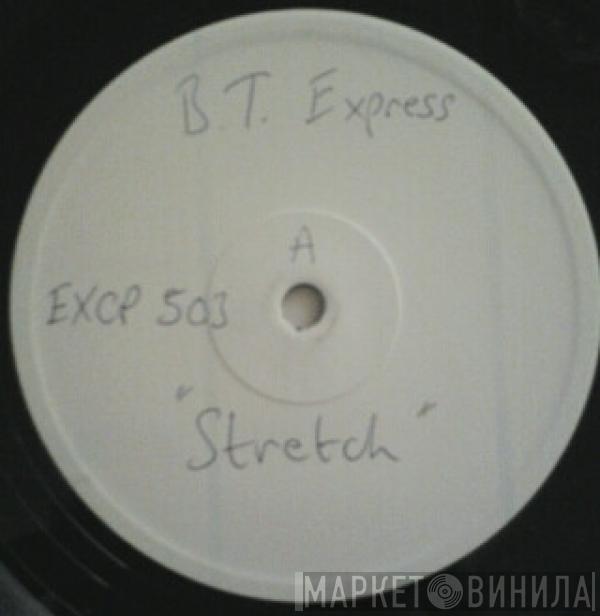 B.T. Express
A
EXCP 503
"Stretch"
МАРКЕТ ВИНИЛА